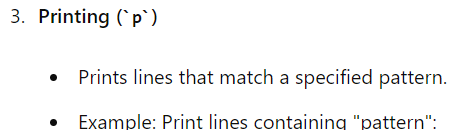 3. Printing (`p`)
• Prints lines that match a specified pattern.
• Example: Print lines containing "pattern":